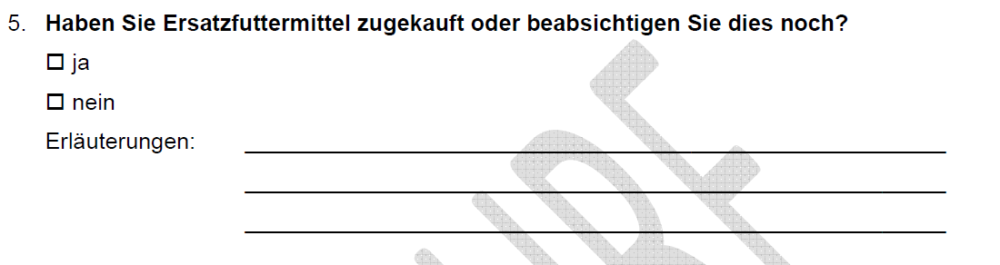 5. Haben Sie Ersatzfuttermittel zugekauft oder beabsichtigen Sie dies noch?
☐ ja
☐ nein
Erläuterungen: